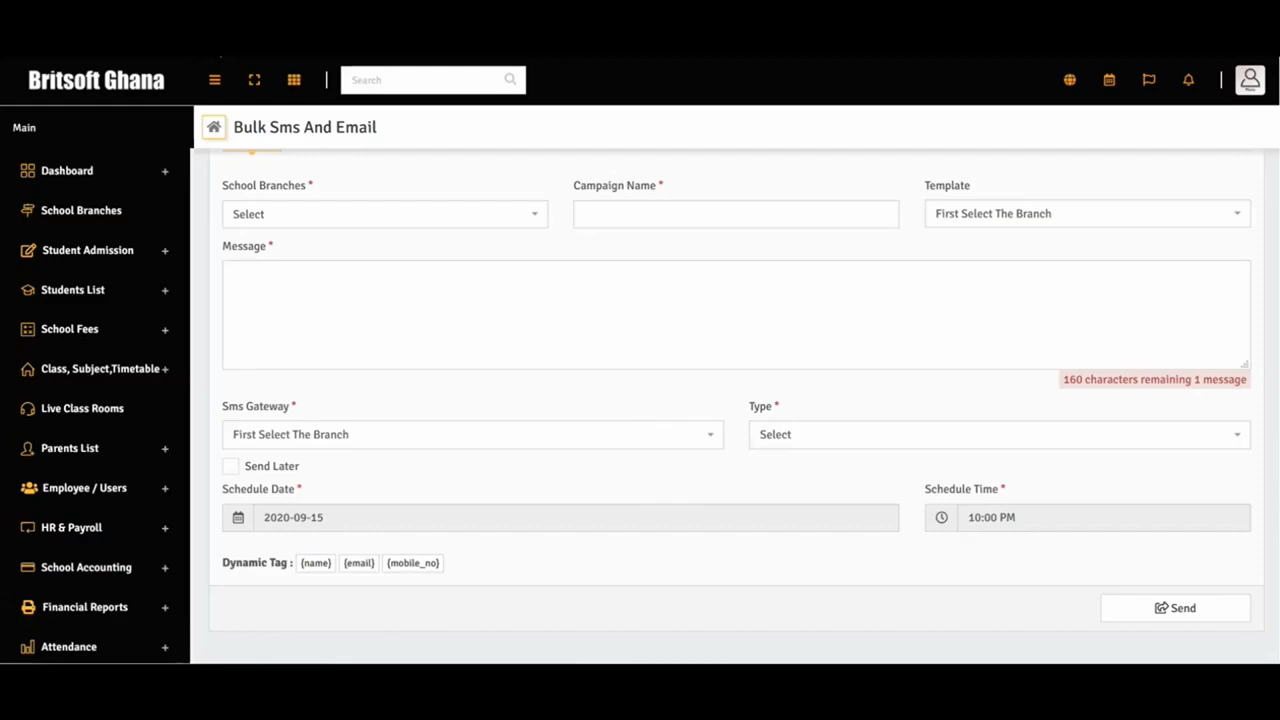 Britsoft Ghana
Search
Main
Bulk Sms And Email
Dashboard +
School Branches
Student Admission +
Students List +
School Fees +
Class, Subject,Timetable +
Live Class Rooms
Parents List +
Employee / Users +
HR & Payroll +
School Accounting +
Financial Reports +
Attendance +
School Branches * Campaign Name * Template
Select First Select The Branch
Message *
160 characters remaining 1 message
Sms Gateway * Type *
First Select The Branch Select
Send Later
Schedule Date * Schedule Time *
2020-09-15 10:00 PM
Dynamic Tag : {name} {email} {mobile_no}
Send